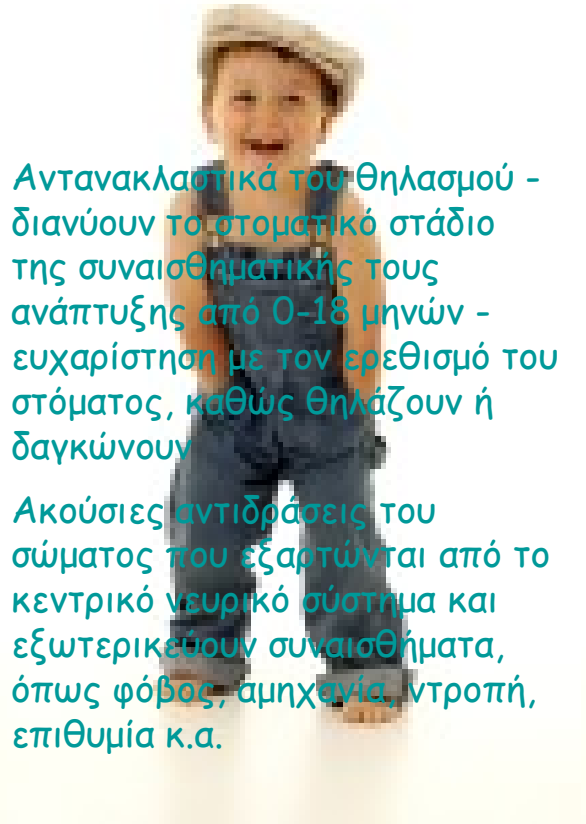 Αντανακλαστικά του θηλασμού -
διανύουν το στοματικό στάδιο
της συναισθηματικής τους
ανάπτυξης από 0-18 μηνών -
ευχαρίστηση με τον ερεθισμό του
στόματος, καθώς θηλάζουν ή
δαγκώνουν
Ακούσιες αντιδράσεις του
σώματος που εξαρτώνται από το
κεντρικό νευρικό σύστημα και
εξωτερικεύουν συναισθήματα,
όπως φόβος, αμηχανία, ντροπή,
επιθυμία κ.α.